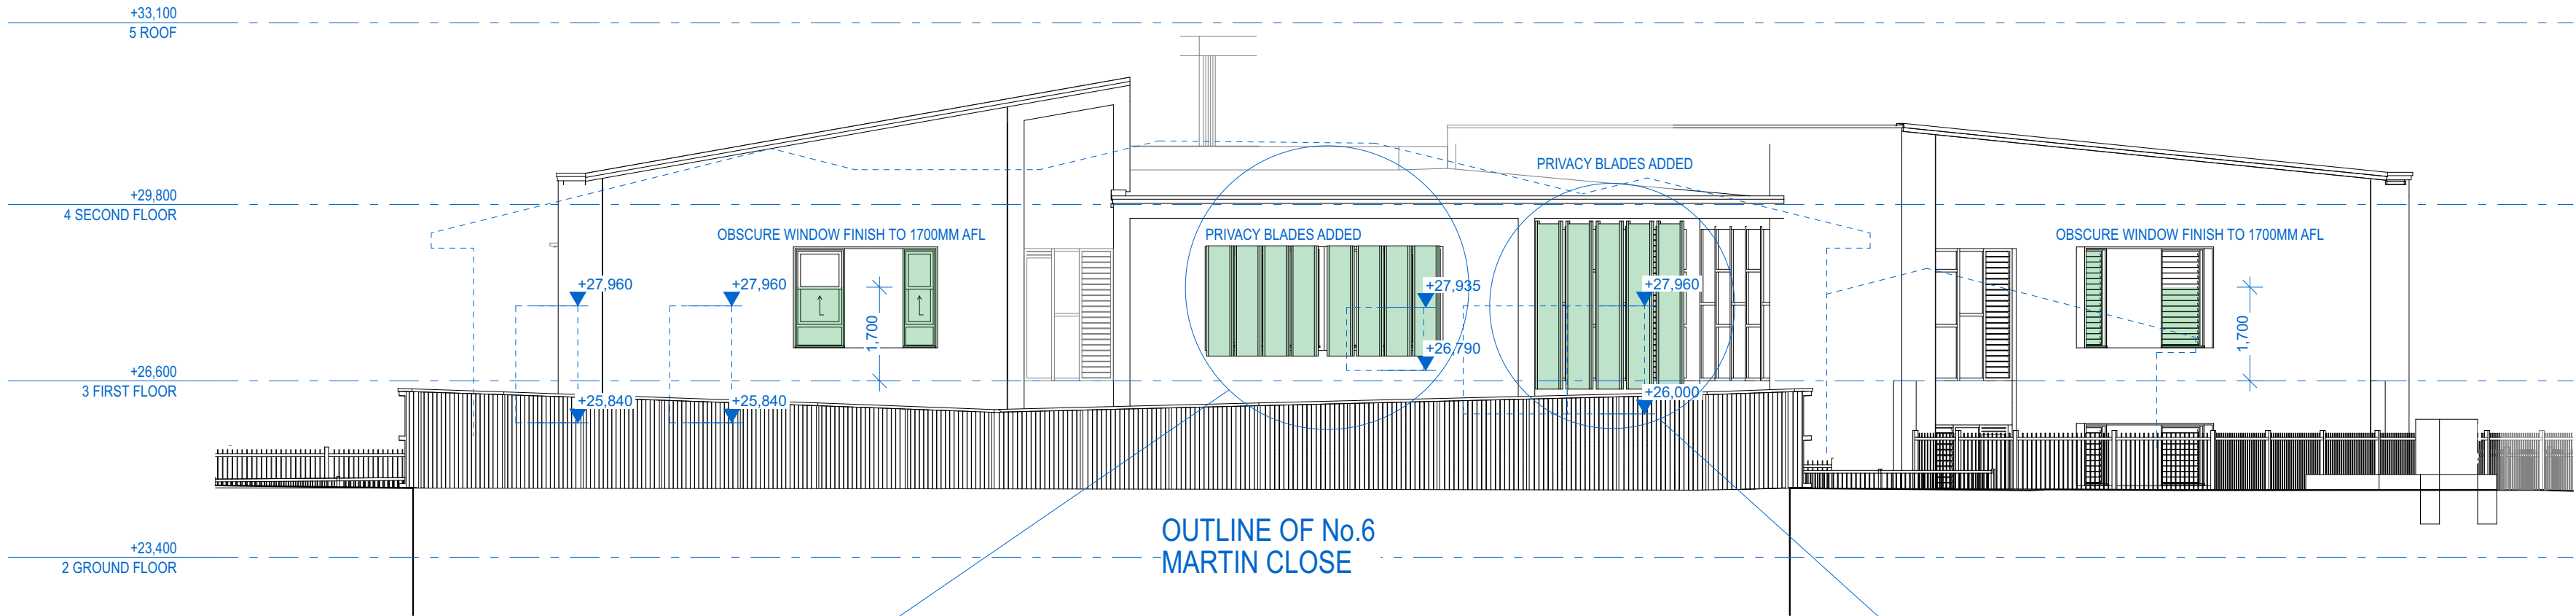 +33,100
5 ROOF
PRIVACY BLADES ADDED
+29,800
4 SECOND FLOOR
OBSCURE WINDOW FINISH TO 1700MM AFL
PRIVACY BLADES ADDED
OBSCURE WINDOW FINISH TO 1700MM AFL
+27,960
+27,960
+27,935
+27,960
1,700
1,700
+26,790
+26,600
3 FIRST FLOOR
+25,840
+25,840
+26,000
OUTLINE OF No.6
MARTIN CLOSE
+23,400
2 GROUND FLOOR